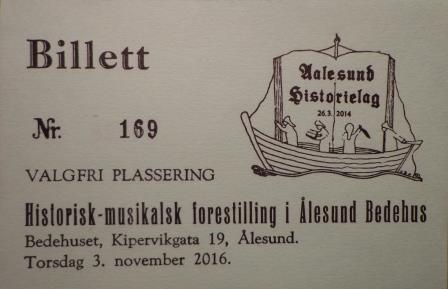 Billett
Aalesund
Historielag
26.3. 2014
Nr. 169
VALGFRI PLASSERING
Historisk-musikalsk forestilling i Ålesund Bedehus
Bedehuset, Kipervikgata 19, Ålesund.
Torsdag 3. november 2016.